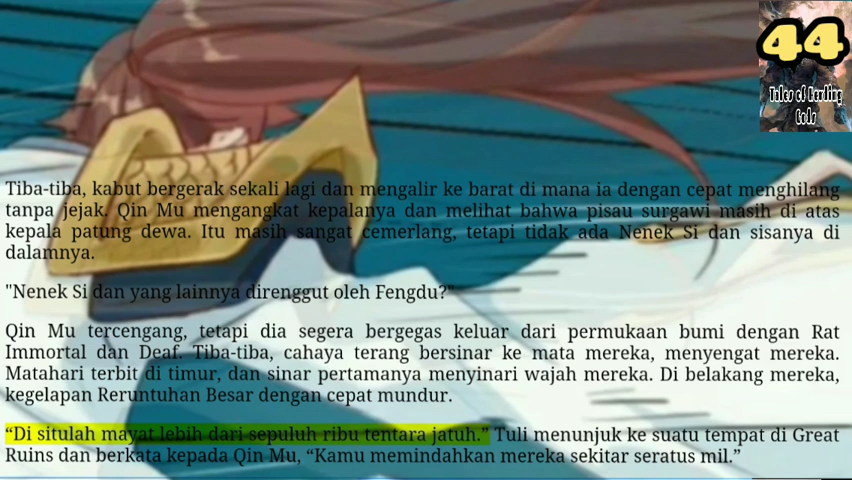 44
Tales of Herding
Gods
Tiba-tiba, kabut bergerak sekali lagi dan mengalir ke barat di mana ia dengan cepat menghilang
tanpa jejak. Qin Mu mengangkat kepalanya dan melihat bahwa pisau surgawi masih di atas
kepala patung dewa. Itu masih sangat cemerlang, tetapi tidak ada Nenek Si dan sisanya di
dalamnya.
"Nenek Si dan yang lainnya direnggut oleh Fengdu?"
Qin Mu tercengang, tetapi dia segera bergegas keluar dari permukaan bumi dengan Rat
Immortal dan Deaf. Tiba-tiba, cahaya terang bersinar ke mata mereka, menyengat mereka.
Matahari terbit di timur, dan sinar pertamanya menyinari wajah mereka. Di belakang mereka,
kegelapan Reruntuhan Besar dengan cepat mundur.
“Di situlah mayat lebih dari sepuluh ribu tentara jatuh.” Tuli menunjuk ke suatu tempat di Great
Ruins dan berkata kepada Qin Mu, “Kamu memindahkan mereka sekitar seratus mil.”